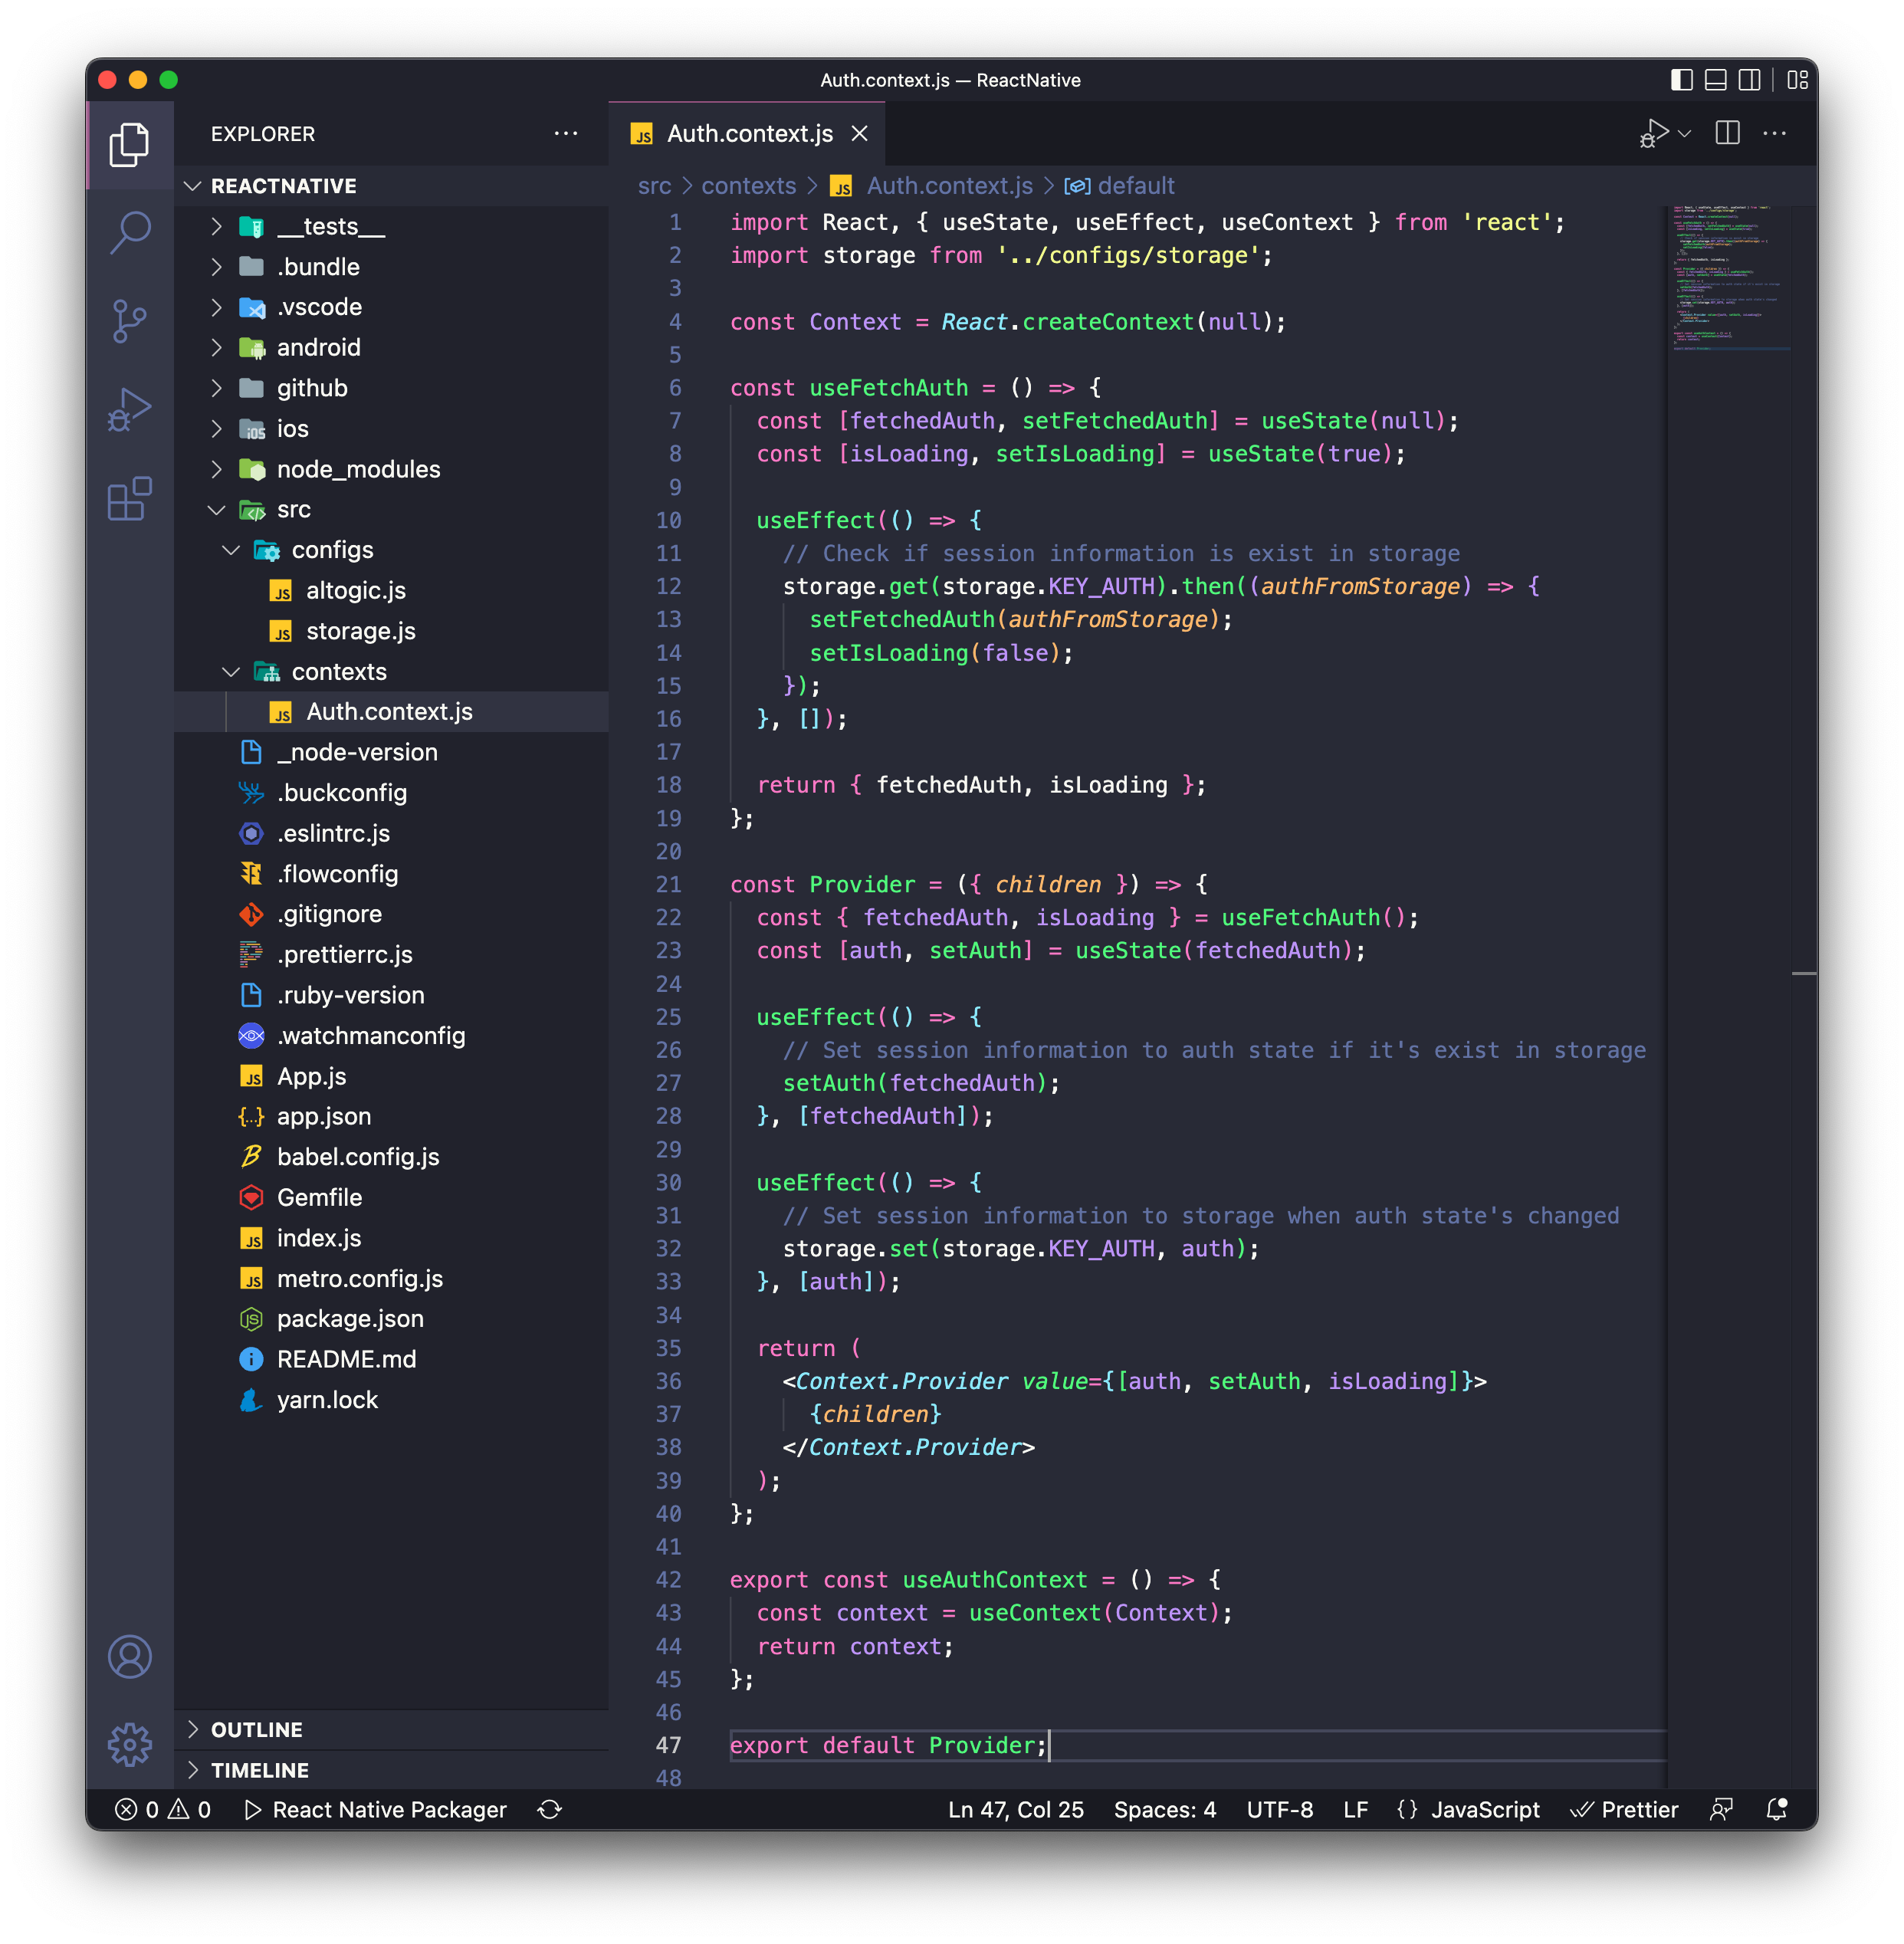 Auth.context.js — ReactNative
EXPLORER
REACTNATIVE
__tests__
.bundle
.vscode
android
github
ios
node_modules
src
configs
altogic.js
storage.js
contexts
Auth.context.js
_node-version
.buckconfig
.eslintrc.js
.flowconfig
.gitignore
.prettierrc.js
.ruby-version
.watchmanconfig
App.js
app.json
babel.config.js
Gemfile
index.js
metro.config.js
package.json
README.md
yarn.lock
OUTLINE
TIMELINE
JS Auth.context.js
src > contexts > JS Auth.context.js > default
1 import React, { useState, useEffect, useContext } from 'react';
2 import storage from '../configs/storage';
3
4 const Context = React.createContext(null);
5
6 const useFetchAuth = () => {
7   const [fetchedAuth, setFetchedAuth] = useState(null);
8   const [isLoading, setIsLoading] = useState(true);
9
10   useEffect(() => {
11     // Check if session information is exist in storage
12     storage.get(storage.KEY_AUTH).then((authFromStorage) => {
13       setFetchedAuth(authFromStorage);
14       setIsLoading(false);
15     });
16   }, []);
17
18   return { fetchedAuth, isLoading };
19 };
20
21 const Provider = ({ children }) => {
22   const { fetchedAuth, isLoading } = useFetchAuth();
23   const [auth, setAuth] = useState(fetchedAuth);
24
25   useEffect(() => {
26     // Set session information to auth state if it's exist in storage
27     setAuth(fetchedAuth);
28   }, [fetchedAuth]);
29
30   useEffect(() => {
31     // Set session information to storage when auth state's changed
32     storage.set(storage.KEY_AUTH, auth);
33   }, [auth]);
34
35   return (
36     <Context.Provider value={[auth, setAuth, isLoading]}>
37       {children}
38     </Context.Provider>
39   );
40 };
41
42 export const useAuthContext = () => {
43   const context = useContext(Context);
44   return context;
45 };
46
47 export default Provider;
48
0 0 React Native Packager
Ln 47, Col 25 Spaces: 4 UTF-8 LF {} JavaScript Prettier